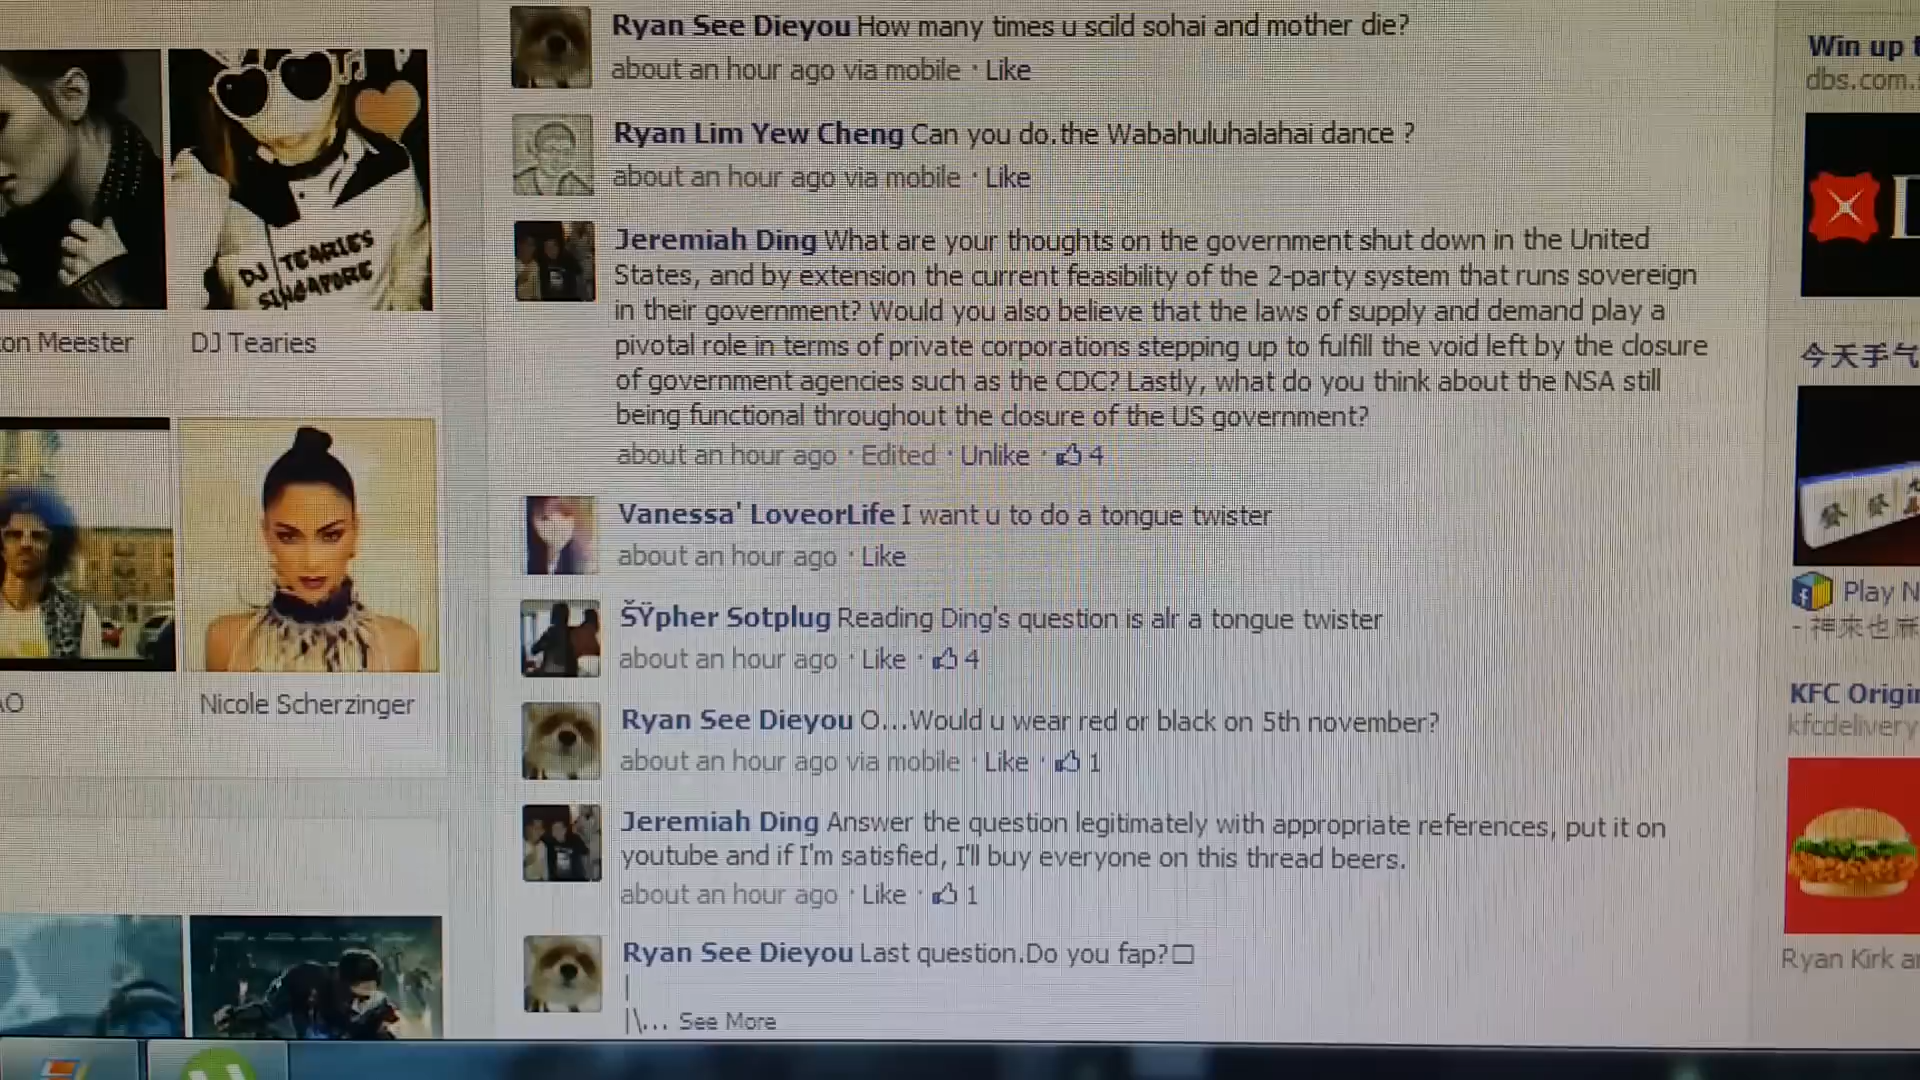 Ryan See Dieyou How many times u scild sohai and mother die?
about an hour ago via mobile · Like
Ryan Lim Yew Cheng Can you do.the Wabahuluhalahai dance ?
about an hour ago via mobile · Like
Jeremiah Ding What are your thoughts on the government shut down in the United
States, and by extension the current feasibility of the 2-party system that runs sovereign
in their government? Would you also believe that the laws of supply and demand play a
pivotal role in terms of private corporations stepping up to fulfill the void left by the closure
of government agencies such as the CDC? Lastly, what do you think about the NSA still
being functional throughout the closure of the US government?
about an hour ago · Edited · Unlike · 4
Vanessa' LoveorLife I want u to do a tongue twister
about an hour ago · Like
ŠŸpher Sotplug Reading Ding's question is alr a tongue twister
about an hour ago · Like · 4
Ryan See Dieyou O...Would u wear red or black on 5th november?
about an hour ago via mobile · Like · 1
Jeremiah Ding Answer the question legitimately with appropriate references, put it on
youtube and if I'm satisfied, I'll buy everyone on this thread beers.
about an hour ago · Like · 1
Ryan See Dieyou Last question.Do you fap?□
|
|\... See More
DJ TEARIES
SINGAPORE
on Meester
DJ Tearies
Nicole Scherzinger
Win up
dbs.com.
今天手气
發 發
Play N
- 神來也麻
KFC Origin
kfcdelivery
Ryan Kirk a